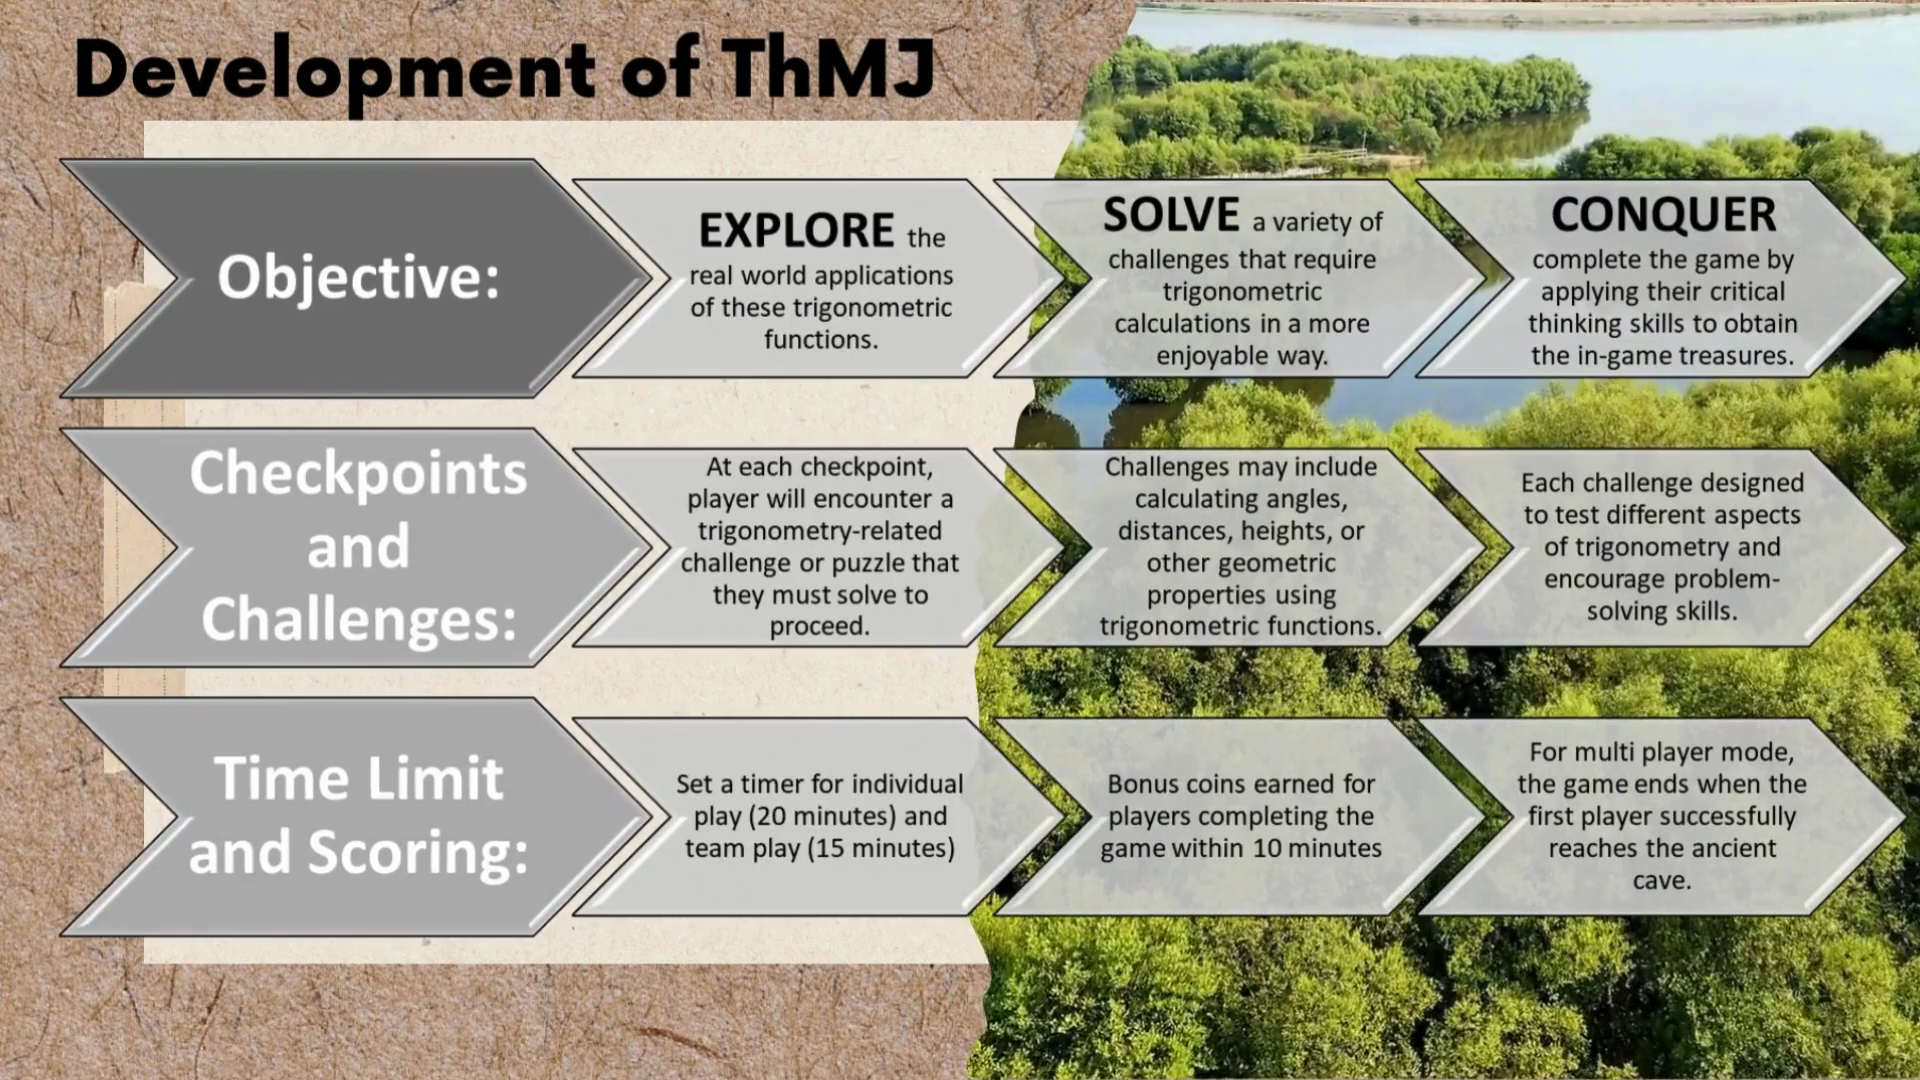 Development of ThMJ
Objective:
EXPLORE the
real world applications
of these trigonometric
functions.
SOLVE a variety of
challenges that require
trigonometric
calculations in a more
enjoyable way.
CONQUER
complete the game by
applying their critical
thinking skills to obtain
the in-game treasures.
Checkpoints
and
Challenges:
At each checkpoint,
player will encounter a
trigonometry-related
challenge or puzzle that
they must solve to
proceed.
Challenges may include
calculating angles,
distances, heights, or
other geometric
properties using
trigonometric functions.
Each challenge designed
to test different aspects
of trigonometry and
encourage problem-
solving skills.
Time Limit
and Scoring:
Set a timer for individual
play (20 minutes) and
team play (15 minutes)
Bonus coins earned for
players completing the
game within 10 minutes
For multi player mode,
the game ends when the
first player successfully
reaches the ancient
cave.